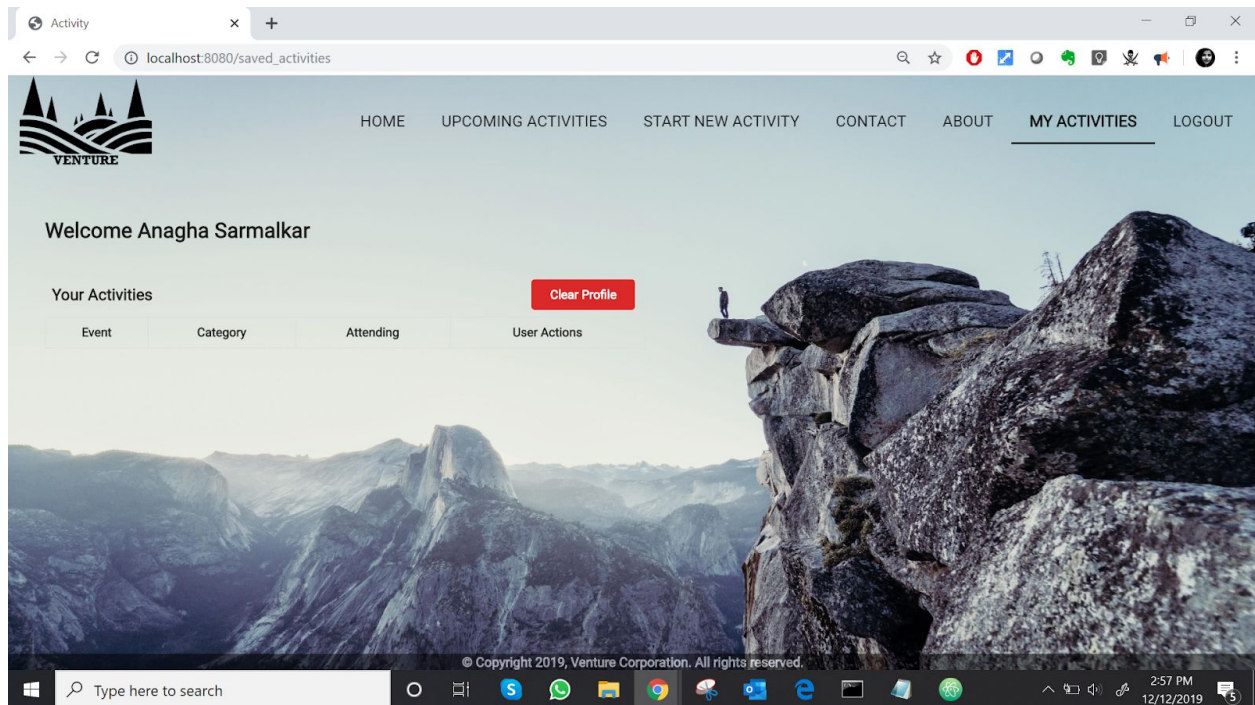 Activity
localhost:8080/saved_activities
VENTURE
HOME UPCOMING ACTIVITIES START NEW ACTIVITY CONTACT ABOUT MY ACTIVITIES LOGOUT
Welcome Anagha Sarmalkar
Your Activities Clear Profile
Event Category Attending User Actions
© Copyright 2019, Venture Corporation. All rights reserved.
Type here to search
2:57 PM
12/12/2019
5